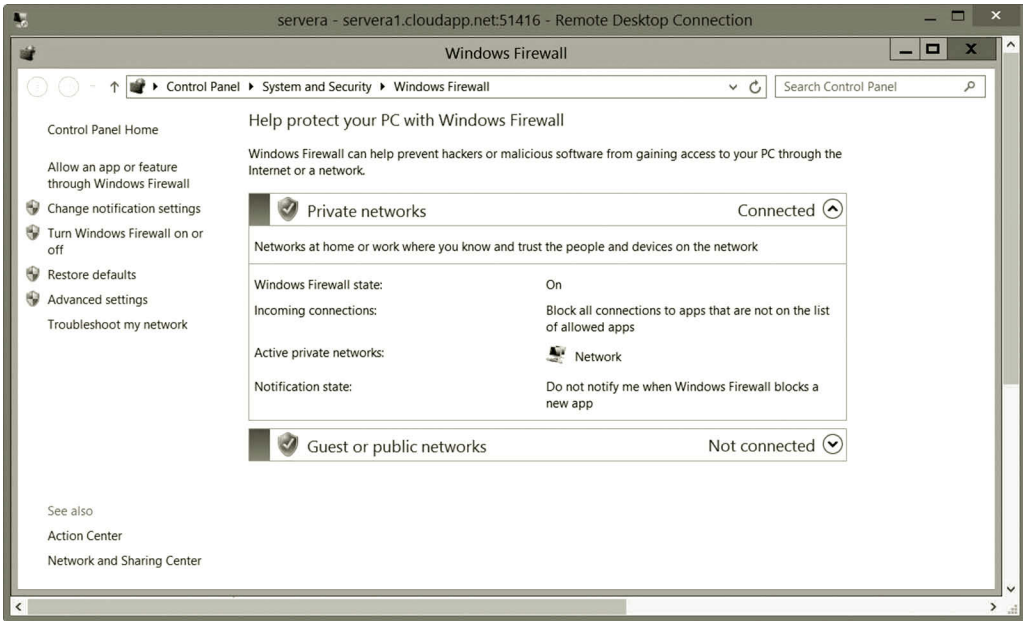 servera - servera1.cloudapp.net:51416 - Remote Desktop Connection
Windows Firewall
Control Panel System and Security Windows Firewall
Search Control Panel
Control Panel Home
Allow an app or feature
through Windows Firewall
Change notification settings
Turn Windows Firewall on or
off
Restore defaults
Advanced settings
Troubleshoot my network
See also
Action Center
Network and Sharing Center
Help protect your PC with Windows Firewall
Windows Firewall can help prevent hackers or malicious software from gaining access to your PC through the
Internet or a network.
Private networks Connected
Networks at home or work where you know and trust the people and devices on the network
Windows Firewall state: On
Incoming connections: Block all connections to apps that are not on the list
of allowed apps
Active private networks: Network
Notification state: Do not notify me when Windows Firewall blocks a
new app
Guest or public networks Not connected